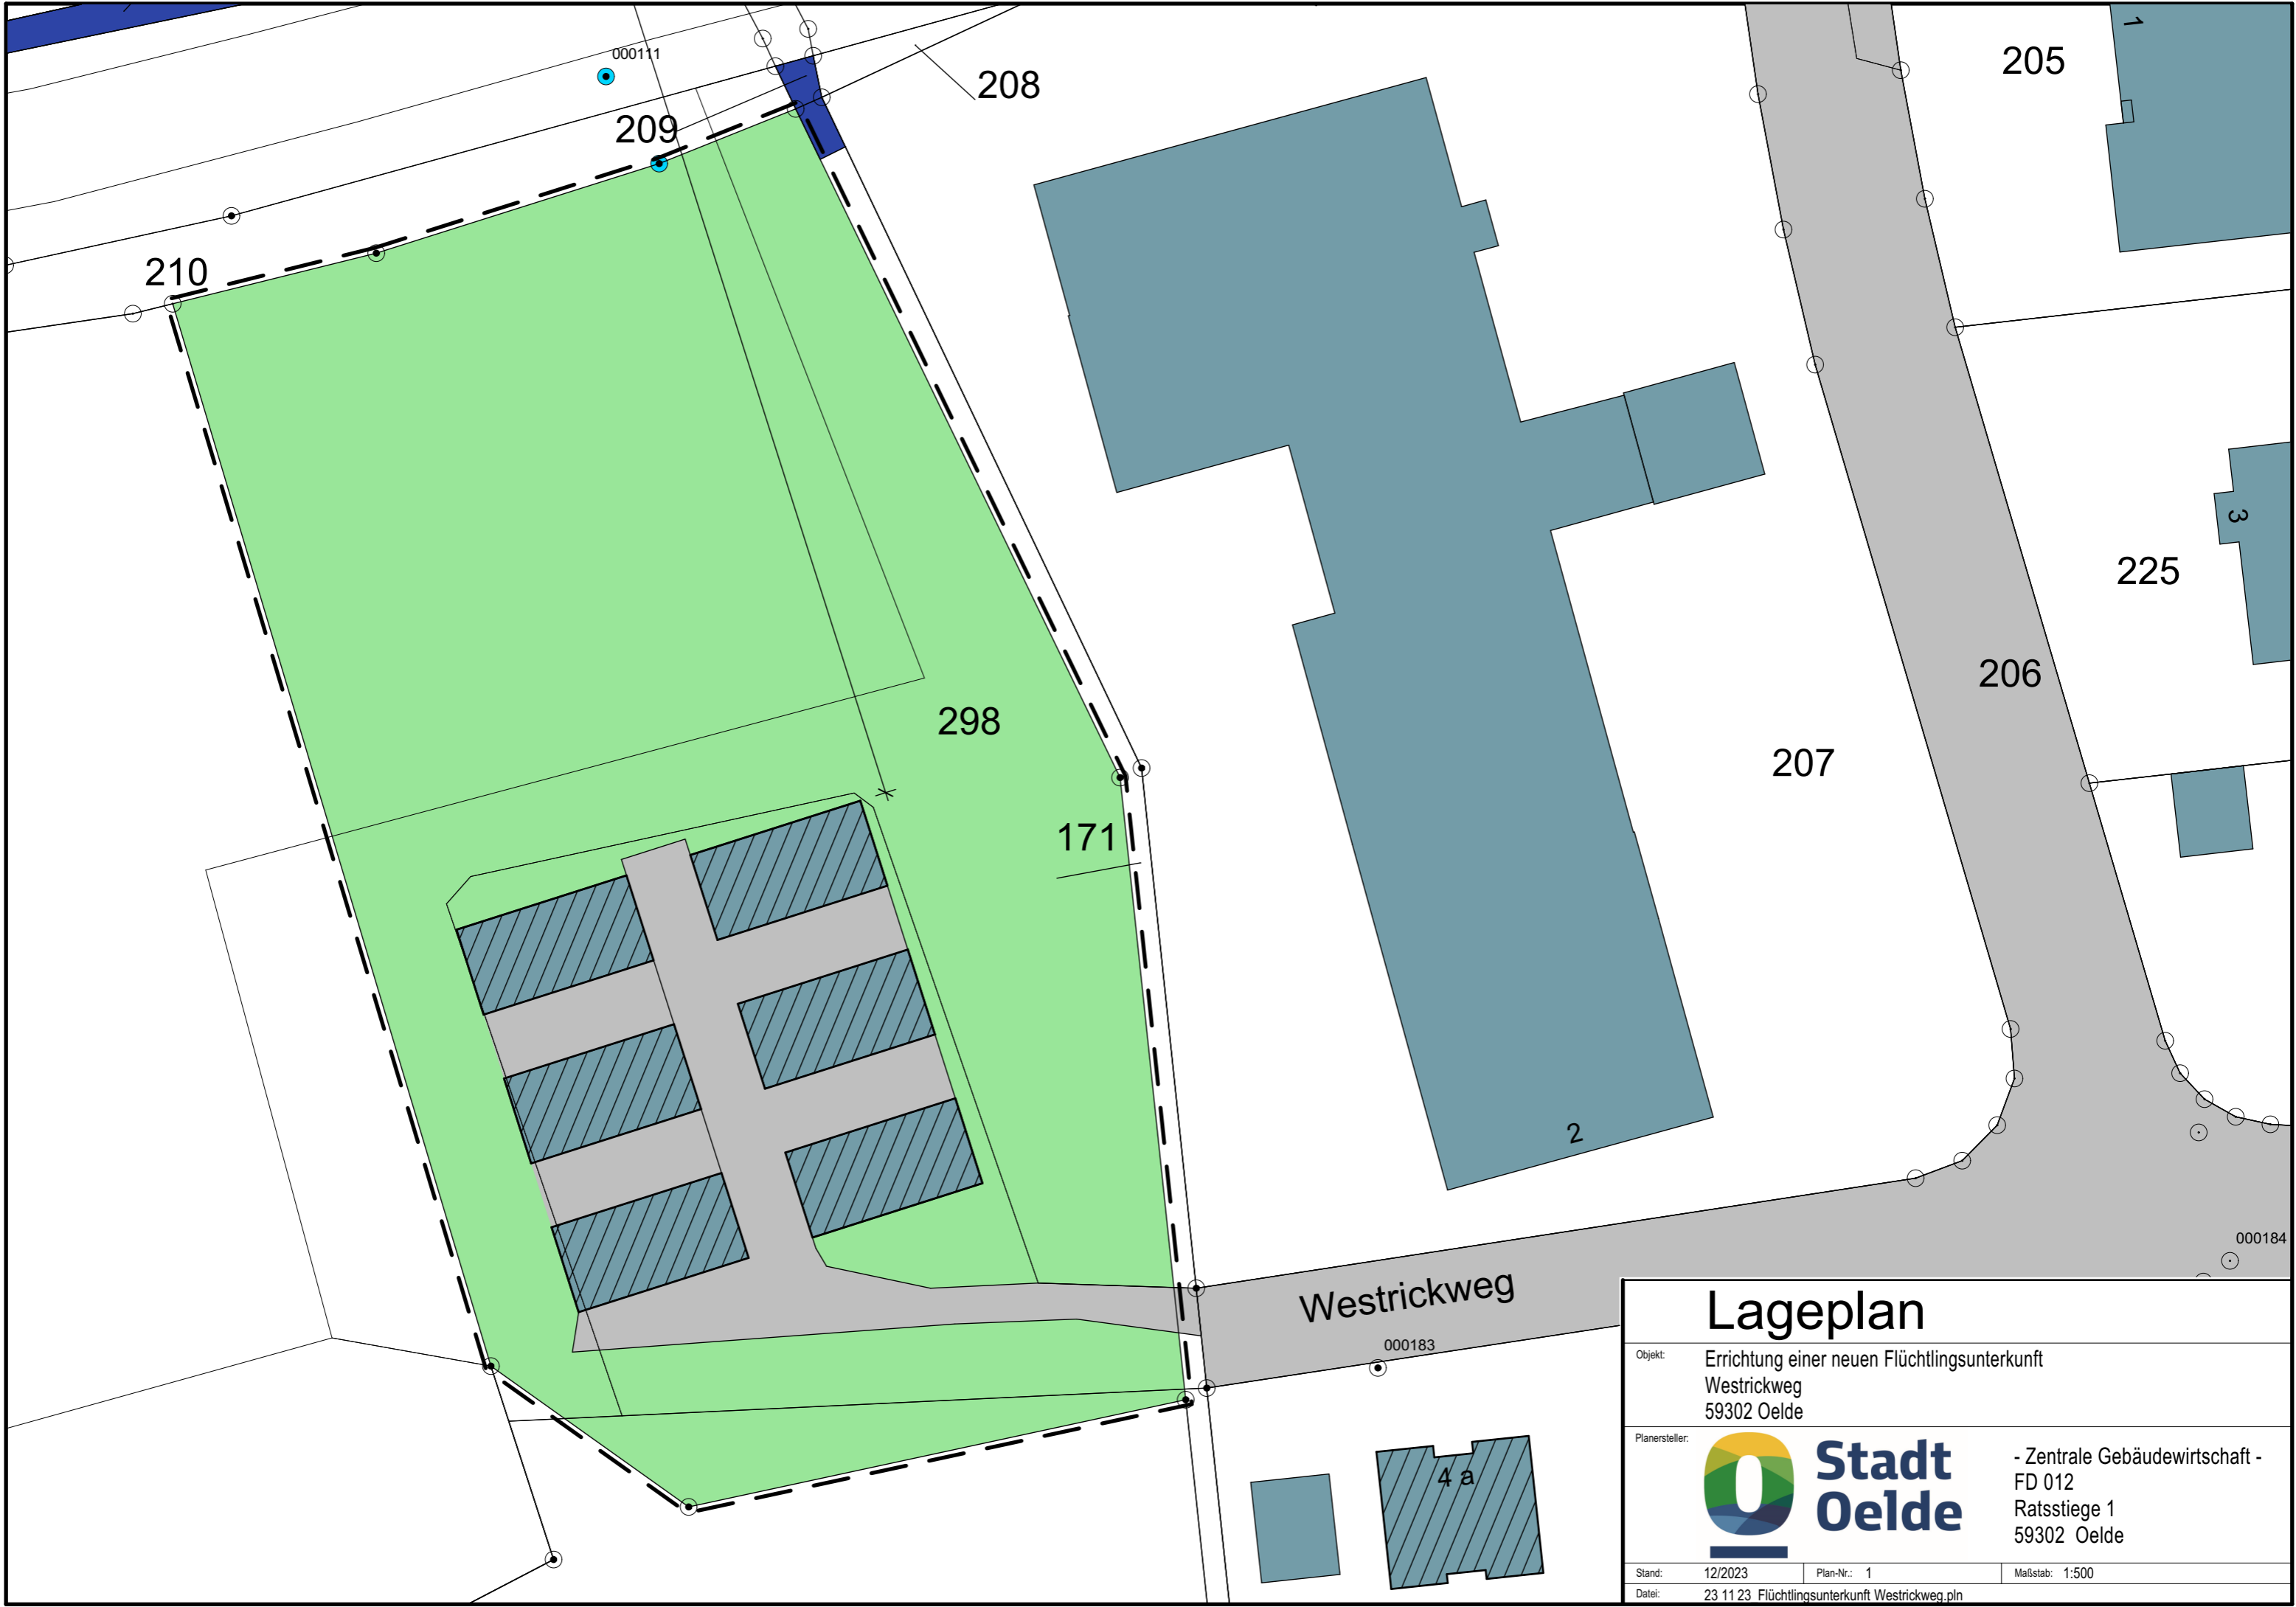 000111
208
205
1
209
210
3
225
298
206
207
171
2
000184
Westrickweg
000183
4 a
Lageplan
Objekt: Errichtung einer neuen Flüchtlingsunterkunft
Westrickweg
59302 Oelde
Planersteller:
Stadt
Oelde
- Zentrale Gebäudewirtschaft -
FD 012
Ratsstiege 1
59302 Oelde
Stand: 12/2023 Plan-Nr.: 1 Maßstab: 1:500
Datei: 23 11 23 Flüchtlingsunterkunft Westrickweg.pln